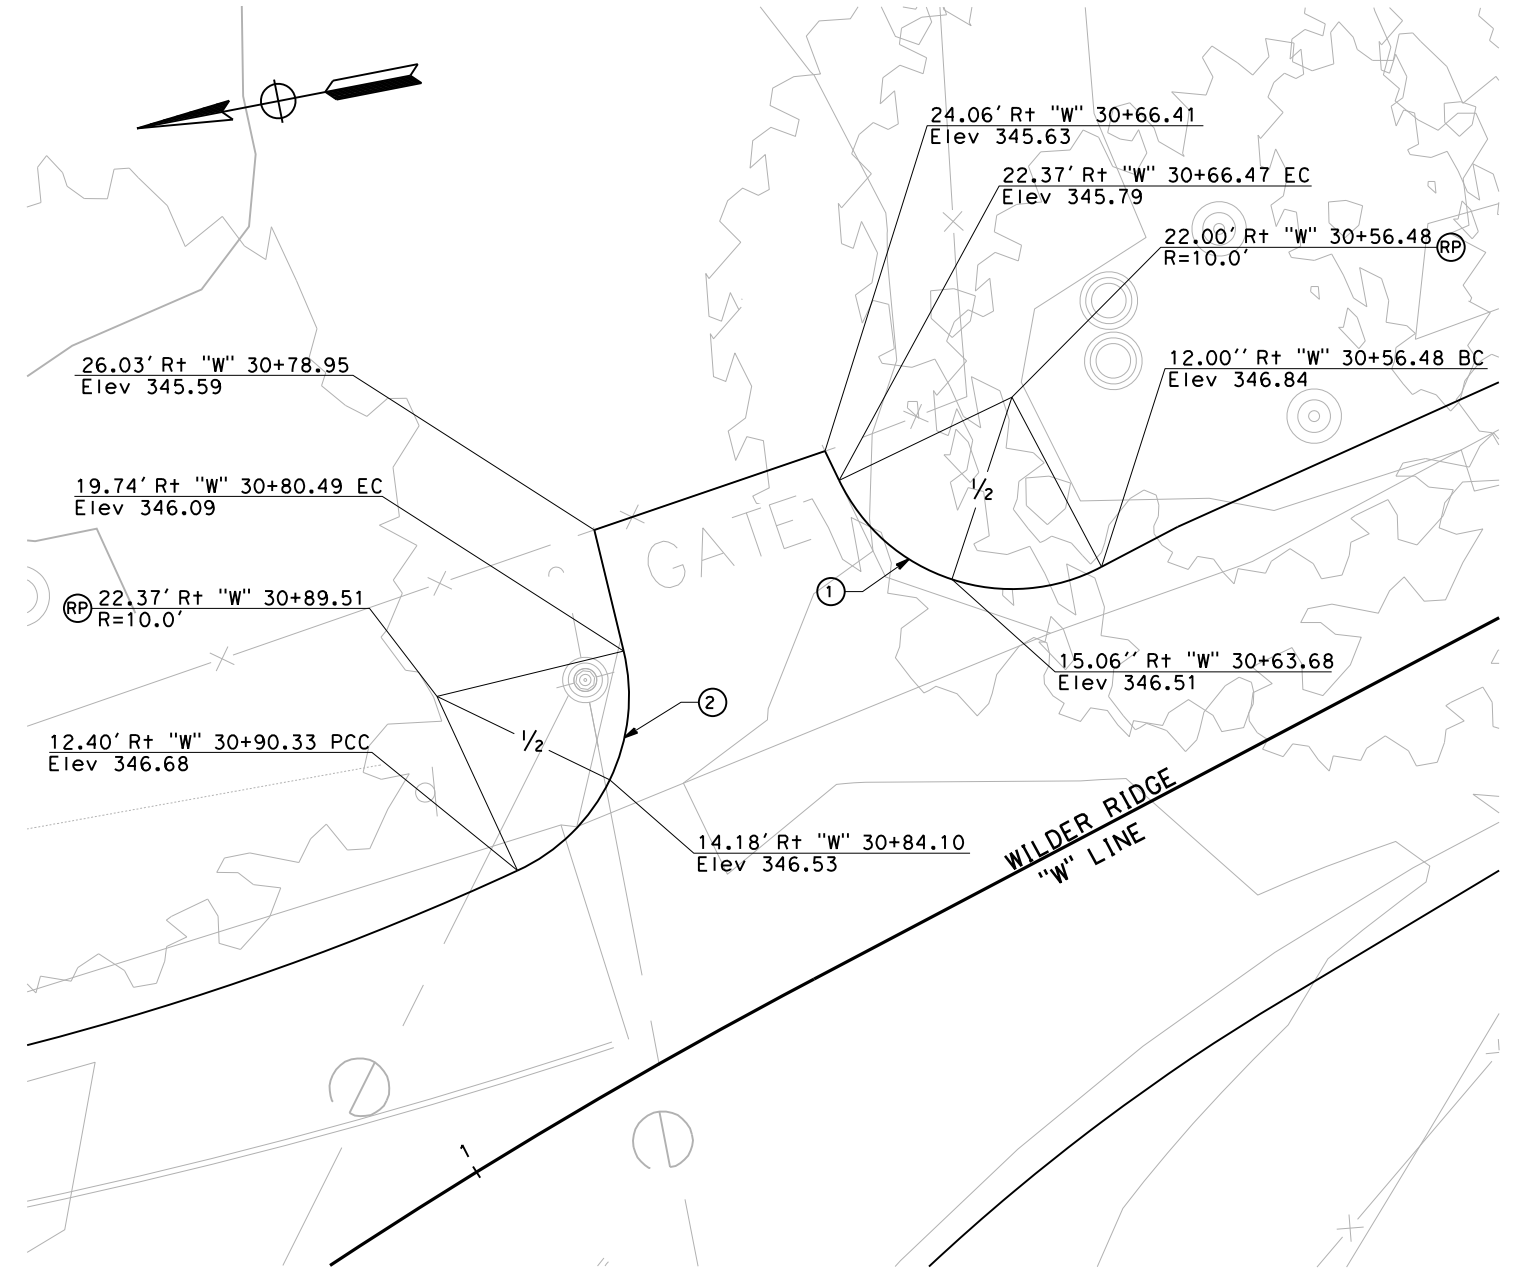 24.06' Rt "W" 30+66.41
Elev 345.63
22.37' Rt "W" 30+66.47 EC
Elev 345.79
22.00' Rt "W" 30+56.48 RP
R=10.0'
26.03' Rt "W" 30+78.95
Elev 345.59
12.00'' Rt "W" 30+56.48 BC
Elev 346.84
19.74' Rt "W" 30+80.49 EC
Elev 346.09
1/2
GATE
RP 22.37' Rt "W" 30+89.51
R=10.0'
1
15.06'' Rt "W" 30+63.68
Elev 346.51
2
12.40' Rt "W" 30+90.33 PCC
Elev 346.68
1/2
14.18' Rt "W" 30+84.10
Elev 346.53
WILDER RIDGE
"W" LINE
1